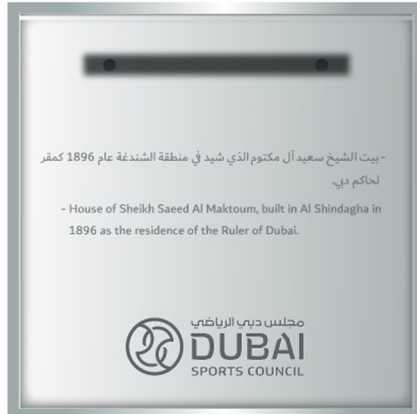 - بيت الشيخ سعيد آل مكتوم الذي شيد في منطقة الشندغة عام 1896 كمقر
لحاكم دبي.
- House of Sheikh Saeed Al Maktoum, built in Al Shindagha in
1896 as the residence of the Ruler of Dubai.
مجلس دبي الرياضي
DUBAI
SPORTS COUNCIL